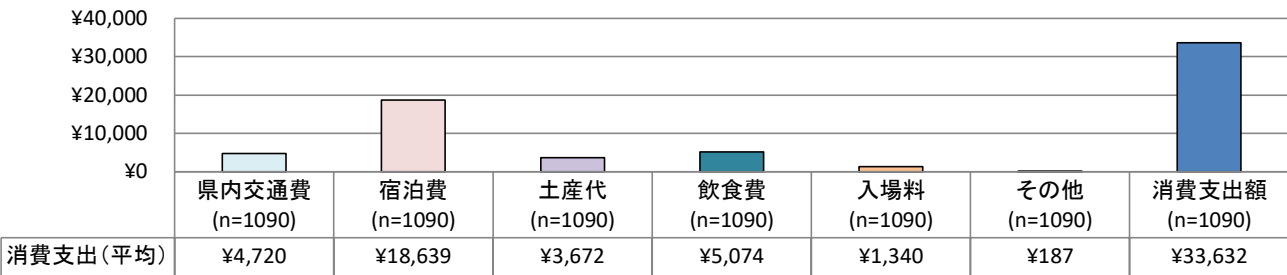 ¥40,000
¥30,000
¥20,000
¥10,000
¥0
県内交通費 宿泊費 土産代 飲食費 入場料 その他 消費支出額
(n=1090) (n=1090) (n=1090) (n=1090) (n=1090) (n=1090) (n=1090)
消費支出(平均) ¥4,720 ¥18,639 ¥3,672 ¥5,074 ¥1,340 ¥187 ¥33,632